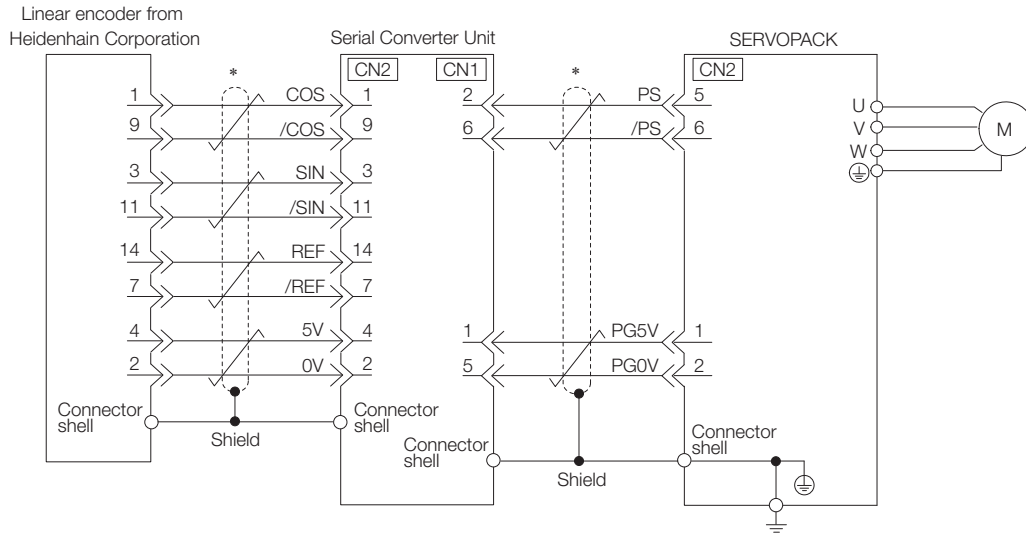 Linear encoder from
Heidenhain Corporation
Serial Converter Unit
SERVOPACK
CN2
CN1
CN2
*
*
1
COS
1
2
PS
5
U
9
/COS
9
6
/PS
6
V
M
W
3
SIN
3
11
/SIN
11
14
REF
14
7
/REF
7
4
5V
4
1
PG5V
1
2
0V
2
5
PG0V
2
Connector
shell
Shield
Connector
shell
Connector
shell
Shield
Connector
shell